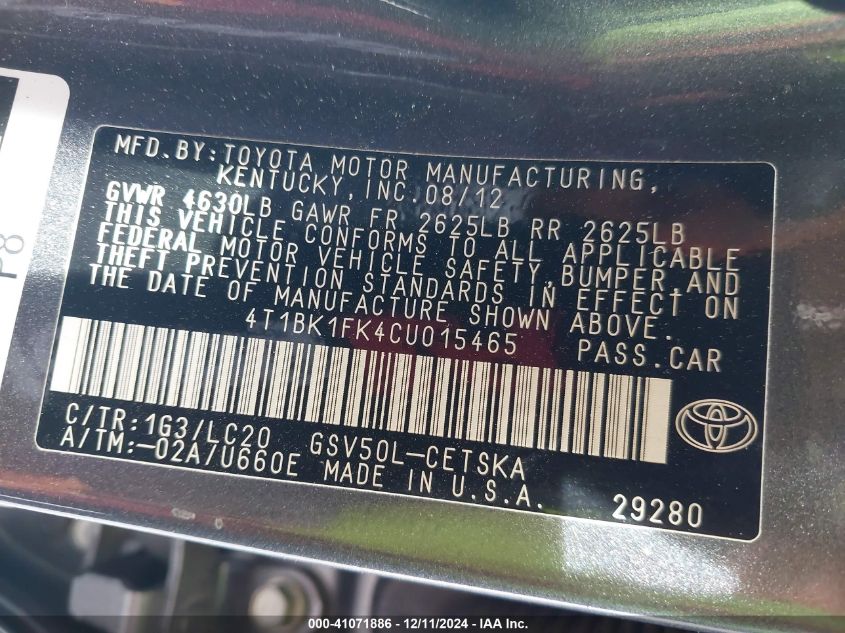 P8
MFD.BY:TOYOTA MOTOR MANUFACTURING,
KENTUCKY, INC.08/12
GVWR 4630LB GAWR FR 2625LB RR 2625LB
THIS VEHICLE CONFORMS TO ALL APPLICABLE
FEDERAL MOTOR VEHICLE SAFETY,BUMPER,AND
THEFT PREVENTION STANDARDS IN EFFECT ON
THE DATE OF MANUFACTURE SHOWN ABOVE.
4T1BK1FK4CU015465 PASS.CAR
C/TR:1G3/LC20 GSV50L-CETSKA
A/TM:-02A/U660E MADE IN U.S.A.
29280
000-41071886 - 12/11/2024 - IAA Inc.